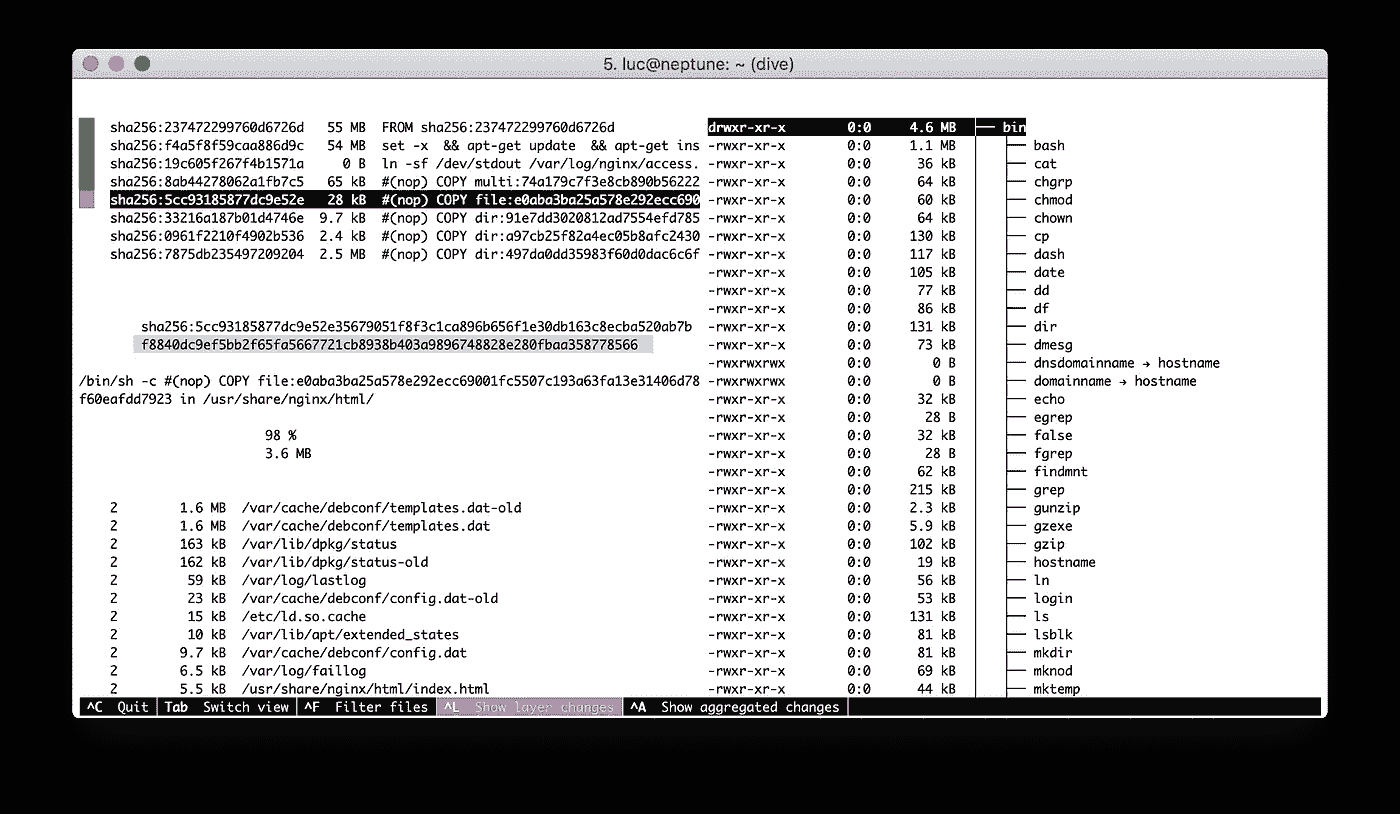 5. luc@neptune: ~ (dive)
sha256:237472299760d6726d 55 MB FROM sha256:237472299760d6726d
sha256:f4a5f8f59caa886d9c 54 MB set -x && apt-get update && apt-get ins
sha256:19c605f267f4b1571a 0 B ln -sf /dev/stdout /var/log/nginx/access.
sha256:8ab44278062a1fb7c5 65 kB #(nop) COPY multi:74a179c7f3e8cb890b56222
sha256:5cc93185877dc9e52e 28 kB #(nop) COPY file:e0aba3ba25a578e292ecc690
sha256:33216a187b01d4746e 9.7 kB #(nop) COPY dir:91e7dd3020812ad7554efd785
sha256:0961f2210f4902b536 2.4 kB #(nop) COPY dir:a97cb25f82a4ec05b8afc2430
sha256:7875db235497209204 2.5 MB #(nop) COPY dir:497da0dd35983f60d0dac6c6f
sha256:5cc93185877dc9e52e35679051f8f3c1ca896b656f1e30db163c8ecba520ab7b
f8840dc9ef5bb2f65fa5667721cb8938b403a9896748828e280fbaa358778566
/bin/sh -c #(nop) COPY file:e0aba3ba25a578e292ecc69001fc5507c193a63fa13e31406d78
f60eafdd7923 in /usr/share/nginx/html/
98 %
3.6 MB
2 1.6 MB /var/cache/debconf/templates.dat-old
2 1.6 MB /var/cache/debconf/templates.dat
2 163 kB /var/lib/dpkg/status
2 162 kB /var/lib/dpkg/status-old
2 59 kB /var/log/lastlog
2 23 kB /var/cache/debconf/config.dat-old
2 15 kB /etc/ld.so.cache
2 10 kB /var/lib/apt/extended_states
2 9.7 kB /var/cache/debconf/config.dat
2 6.5 kB /var/log/faillog
2 5.5 kB /usr/share/nginx/html/index.html
drwxr-xr-x 0:0 4.6 MB bin
-rwxr-xr-x 0:0 1.1 MB bash
-rwxr-xr-x 0:0 36 kB cat
-rwxr-xr-x 0:0 64 kB chgrp
-rwxr-xr-x 0:0 60 kB chmod
-rwxr-xr-x 0:0 64 kB chown
-rwxr-xr-x 0:0 130 kB cp
-rwxr-xr-x 0:0 117 kB dash
-rwxr-xr-x 0:0 105 kB date
-rwxr-xr-x 0:0 77 kB dd
-rwxr-xr-x 0:0 86 kB df
-rwxr-xr-x 0:0 131 kB dir
-rwxr-xr-x 0:0 73 kB dmesg
-rwxrwxrwx 0:0 0 B dnsdomainname → hostname
-rwxrwxrwx 0:0 0 B domainname → hostname
-rwxr-xr-x 0:0 32 kB echo
-rwxr-xr-x 0:0 28 B egrep
-rwxr-xr-x 0:0 32 kB false
-rwxr-xr-x 0:0 28 B fgrep
-rwxr-xr-x 0:0 62 kB findmnt
-rwxr-xr-x 0:0 215 kB grep
-rwxr-xr-x 0:0 2.3 kB gunzip
-rwxr-xr-x 0:0 5.9 kB gzexe
-rwxr-xr-x 0:0 102 kB gzip
-rwxr-xr-x 0:0 19 kB hostname
-rwxr-xr-x 0:0 56 kB ln
-rwxr-xr-x 0:0 53 kB login
-rwxr-xr-x 0:0 131 kB ls
-rwxr-xr-x 0:0 81 kB lsblk
-rwxr-xr-x 0:0 81 kB mkdir
-rwxr-xr-x 0:0 69 kB mknod
-rwxr-xr-x 0:0 44 kB mktemp
^C Quit Tab Switch view ^F Filter files ^L Show layer changes ^A Show aggregated changes